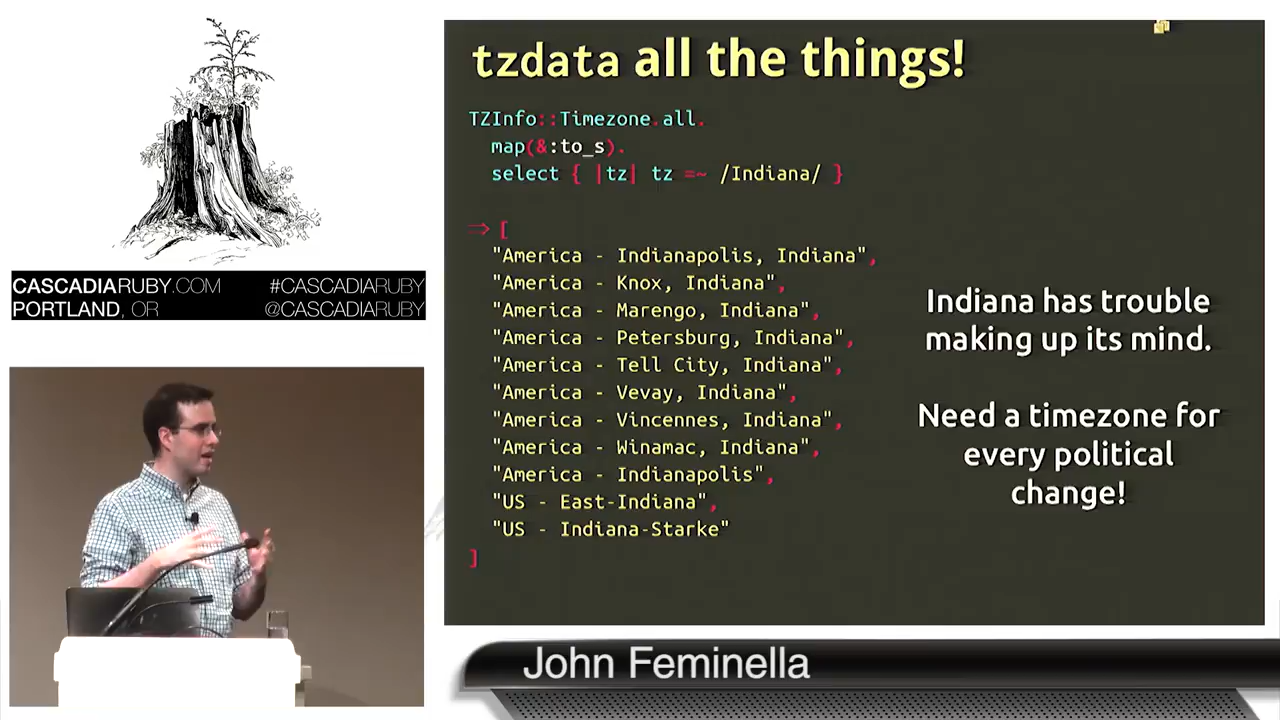 tzdata all the things!
TZInfo::Timezone.all.
map(&:to_s).
select { |tz| tz =~ /Indiana/ }
⇒ [
"America - Indianapolis, Indiana",
"America - Knox, Indiana",
"America - Marengo, Indiana",
"America - Petersburg, Indiana",
"America - Tell City, Indiana",
"America - Vevay, Indiana",
"America - Vincennes, Indiana",
"America - Winamac, Indiana",
"America - Indianapolis",
"US - East-Indiana",
"US - Indiana-Starke"
]
Indiana has trouble
making up its mind.
Need a timezone for
every political
change!
CASCADIARUBY.COM #CASCADIARUBY
PORTLAND, OR @CASCADIARUBY
John Feminella